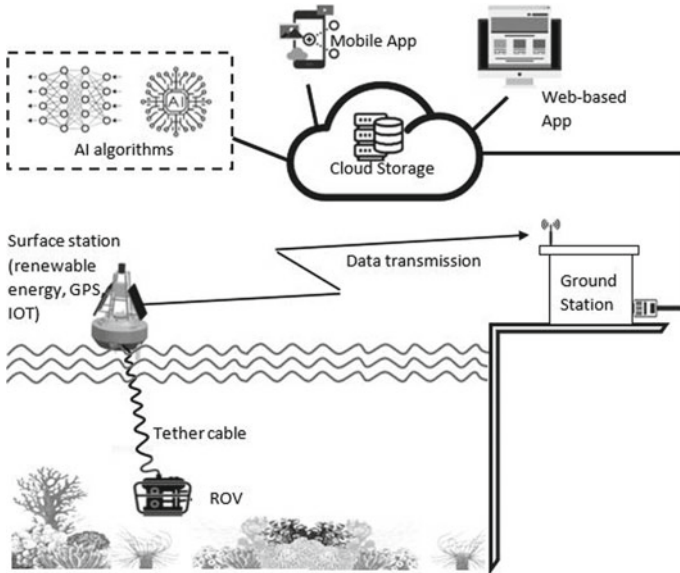 Mobile App
AI
AI algorithms
Web-based
App
Cloud Storage
Surface station
(renewable
energy, GPS,
IOT)
Data transmission
Ground
Station
Tether cable
ROV